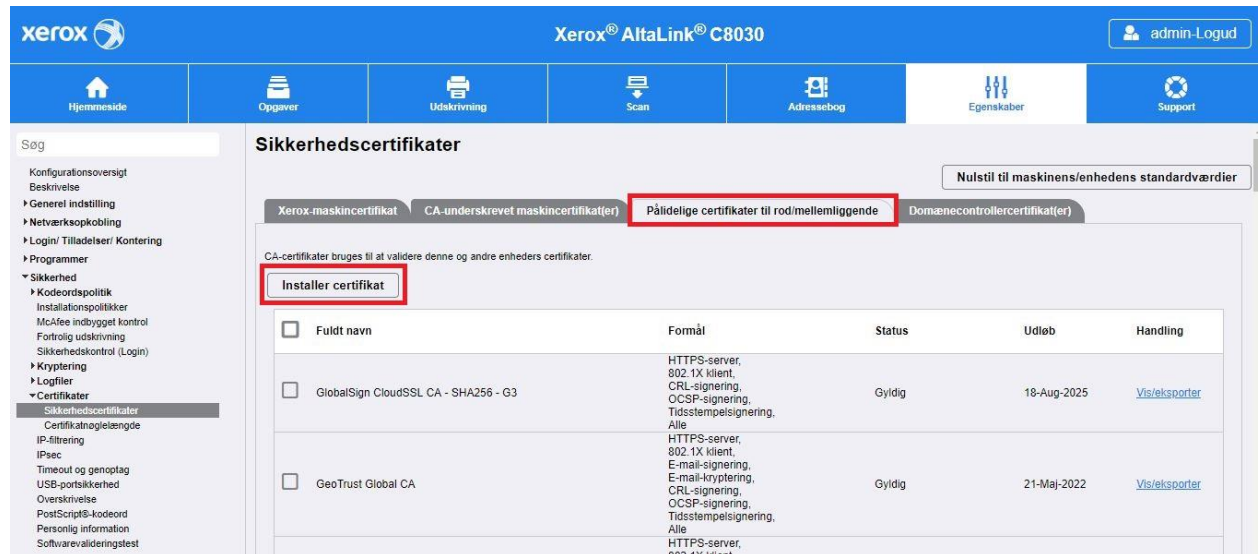 xerox
Xerox® AltaLink® C8030
admin-Logud
Hjemmeside
Opgaver
Udskrivning
Scan
Adressebog
Egenskaber
Support
Søg
Konfigurationsoversigt
Beskrivelse
Generel indstilling
Netværksopkobling
Login/ Tilladelser/ Kontering
Programmer
Sikkerhed
Kodeordspolitik
Installationspolitikker
McAfee indbygget kontrol
Fortrolig udskrivning
Sikkerhedskontrol (Login)
Kryptering
Logfiler
Certifikater
Sikkerhedscertifikater
Certifikatnøglelængde
IP-filtrering
IPsec
Timeout og genoptag
USB-portsikkerhed
Overskrivelse
PostScript®-kodeord
Personlig information
Softwarevalideringstest
Sikkerhedscertifikater
Nulstil til maskinens/enhedens standardværdier
Xerox-maskincertifikat
CA-underskrevet maskincertifikat(er)
Pålidelige certifikater til rod/mellemliggende
Domænecontrollercertifikat(er)
CA-certifikater bruges til at validere denne og andre enheders certifikater.
Installer certifikat
Fuldt navn Formål Status Udløb Handling
HTTPS-server,
802.1X klient,
CRL-signering,
GlobalSign CloudSSL CA - SHA256 - G3 OCSP-signering, Gyldig 18-Aug-2025 Vis/eksporter
Tidsstempelsignering,
Alle
HTTPS-server,
802.1X klient,
E-mail-signering,
E-mail-kryptering,
GeoTrust Global CA CRL-signering, Gyldig 21-Maj-2022 Vis/eksporter
OCSP-signering,
Tidsstempelsignering,
Alle
HTTPS-server,
802.1X klient